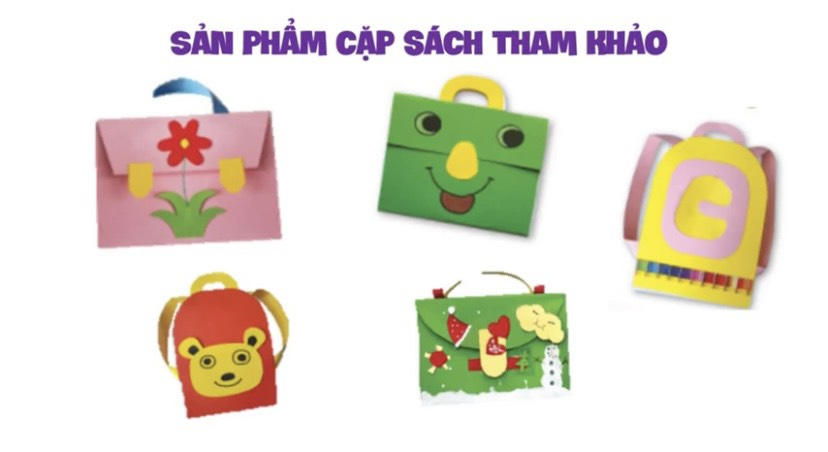 SẢN PHẨM CẶP SÁCH THAM KHẢO
C